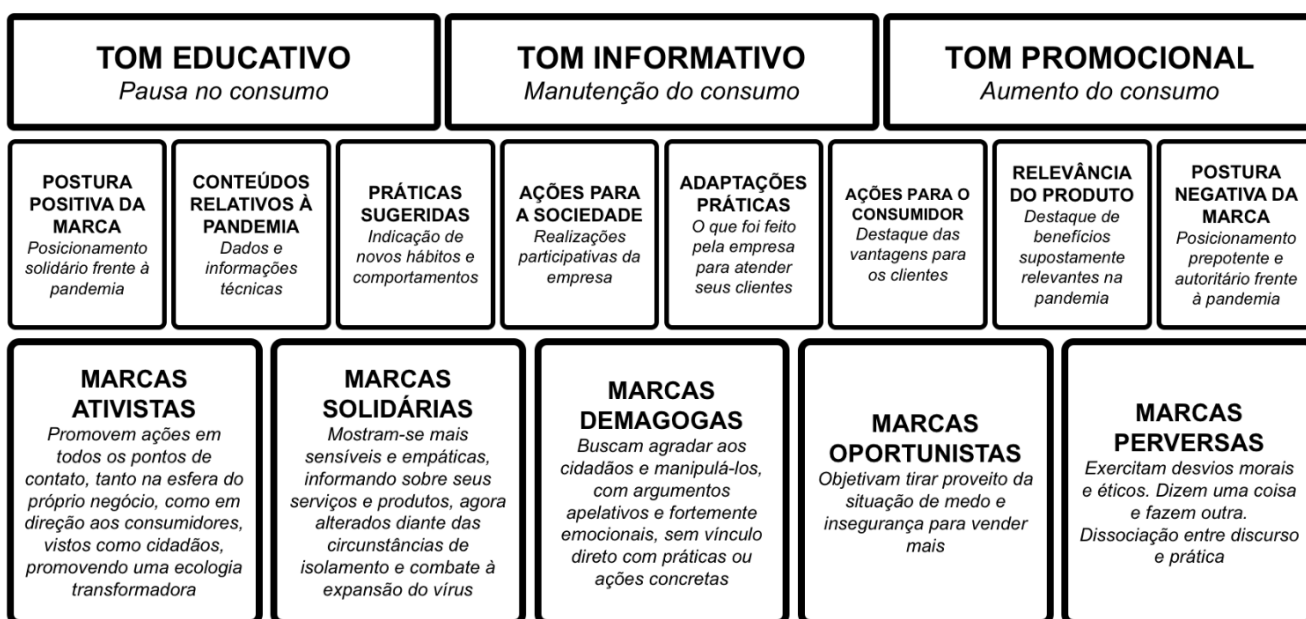 TOM EDUCATIVO
Pausa no consumo
TOM INFORMATIVO
Manutenção do consumo
TOM PROMOCIONAL
Aumento do consumo
POSTURA
POSITIVA DA
MARCA
Posicionamento
solidário frente à
pandemia
CONTEÚDOS
RELATIVOS À
PANDEMIA
Dados e
informações
técnicas
PRÁTICAS
SUGERIDAS
Indicação de
novos hábitos e
comportamentos
AÇÕES PARA
A SOCIEDADE
Realizações
participativas da
empresa
ADAPTAÇÕES
PRÁTICAS
O que foi feito
pela empresa
para atender
seus clientes
AÇÕES PARA O
CONSUMIDOR
Destaque das
vantagens para
os clientes
RELEVÂNCIA
DO PRODUTO
Destaque de
benefícios
supostamente
relevantes na
pandemia
POSTURA
NEGATIVA DA
MARCA
Posicionamento
prepotente e
autoritário frente
à pandemia
MARCAS
ATIVISTAS
Promovem ações em
todos os pontos de
contato, tanto na esfera do
próprio negócio, como em
direção aos consumidores,
vistos como cidadãos,
promovendo uma ecologia
transformadora
MARCAS
SOLIDÁRIAS
Mostram-se mais
sensíveis e empáticas,
informando sobre seus
serviços e produtos, agora
alterados diante das
circunstâncias de
isolamento e combate à
expansão do vírus
MARCAS
DEMAGOGAS
Buscam agradar aos
cidadãos e manipulá-los,
com argumentos
apelativos e fortemente
emocionais, sem vínculo
direto com práticas ou
ações concretas
MARCAS
OPORTUNISTAS
Objetivam tirar proveito da
situação de medo e
insegurança para vender
mais
MARCAS
PERVERSAS
Exercitam desvios morais
e éticos. Dizem uma coisa
e fazem outra.
Dissociação entre discurso
e prática